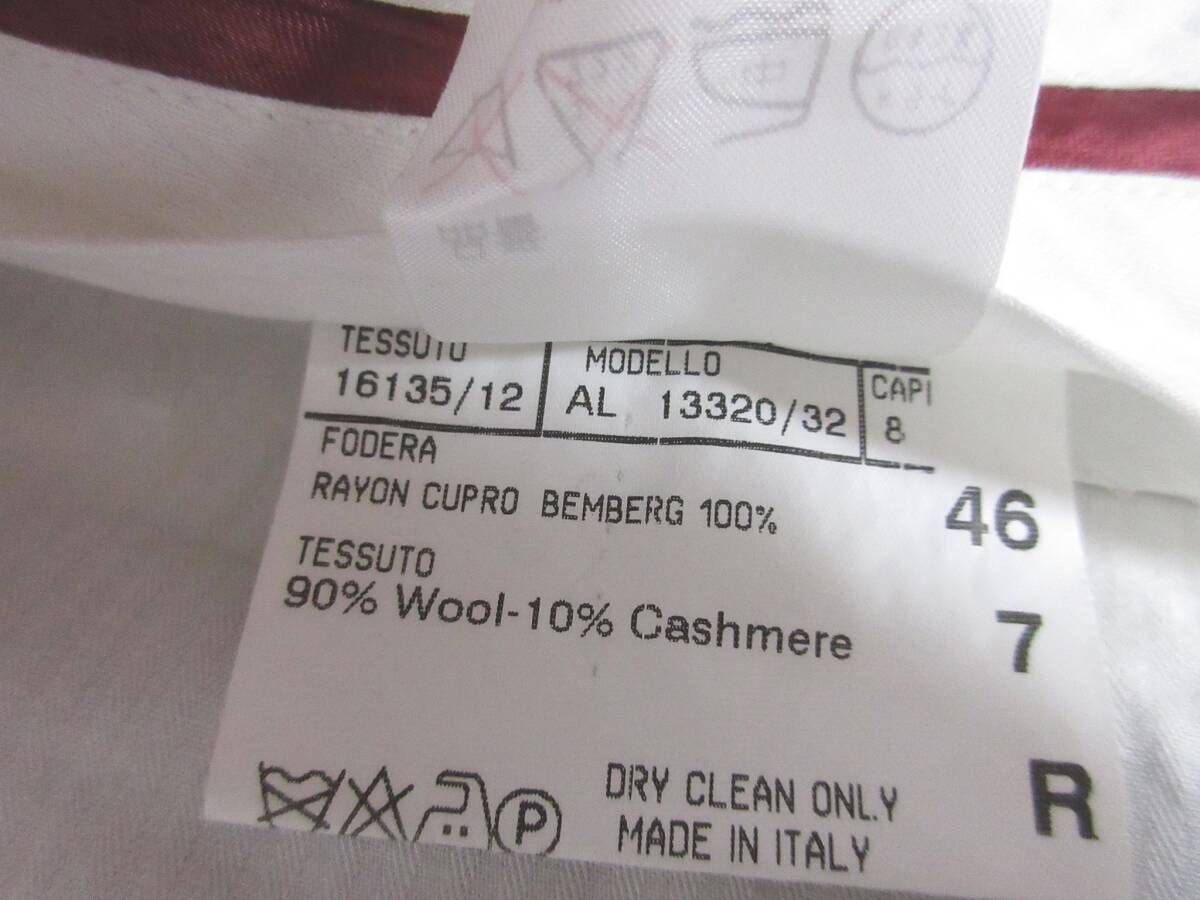 TESSUTO MODELLO CAPI
16135/12 AL 13320/32 8
FODERA
RAYON CUPRO BEMBERG 100% 46
TESSUTO
90% Wool-10% Cashmere 7
DRY CLEAN ONLY R
MADE IN ITALY
P